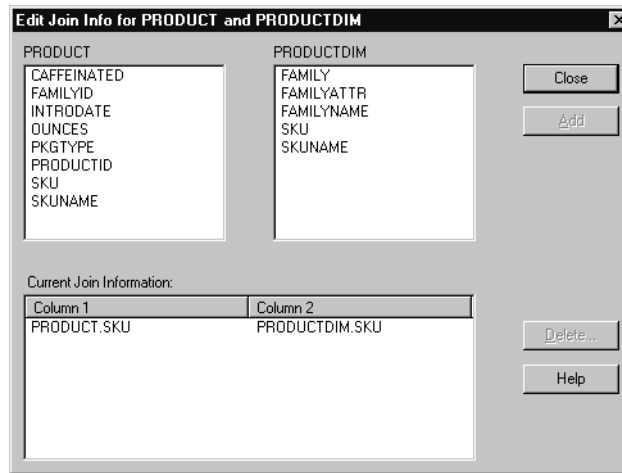 Edit Join Info for PRODUCT and PRODUCTDIM
PRODUCT
CAFFEINATED
FAMILYID
INTRODATE
OUNCES
PKGTYPE
PRODUCTID
SKU
SKUNAME
PRODUCTDIM
FAMILY
FAMILYATTR
FAMILYNAME
SKU
SKUNAME
Close
Add
Current Join Information:
Column 1 Column 2
PRODUCT.SKU PRODUCTDIM.SKU
Delete...
Help